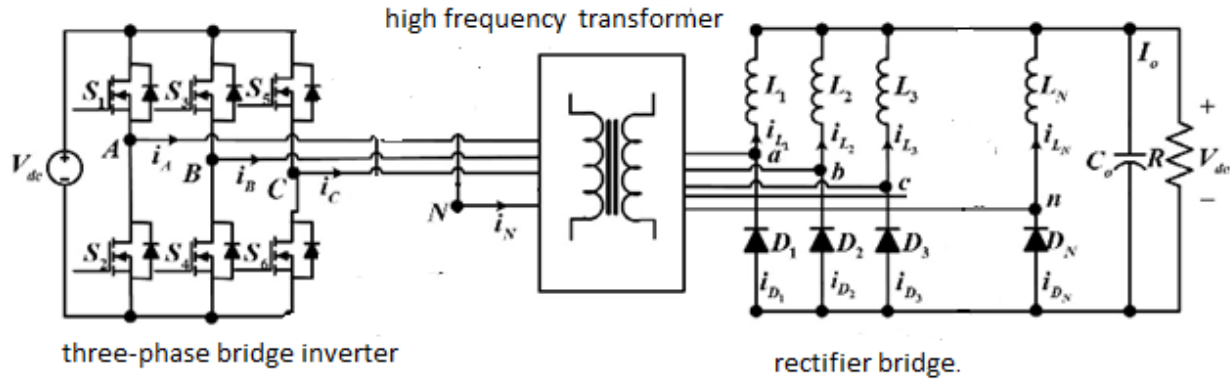 high frequency transformer
S1 S3 S5
A iA B iB C iC
Vdc
N iN
S2 S4 S6
L1 L2 L3 LN
iL1 iL2 iL3 iLN
a b c n
D1 D2 D3 DN
iD1 iD2 iD3 iDN
Io
Co R
+
Vdc
−
three-phase bridge inverter
rectifier bridge.